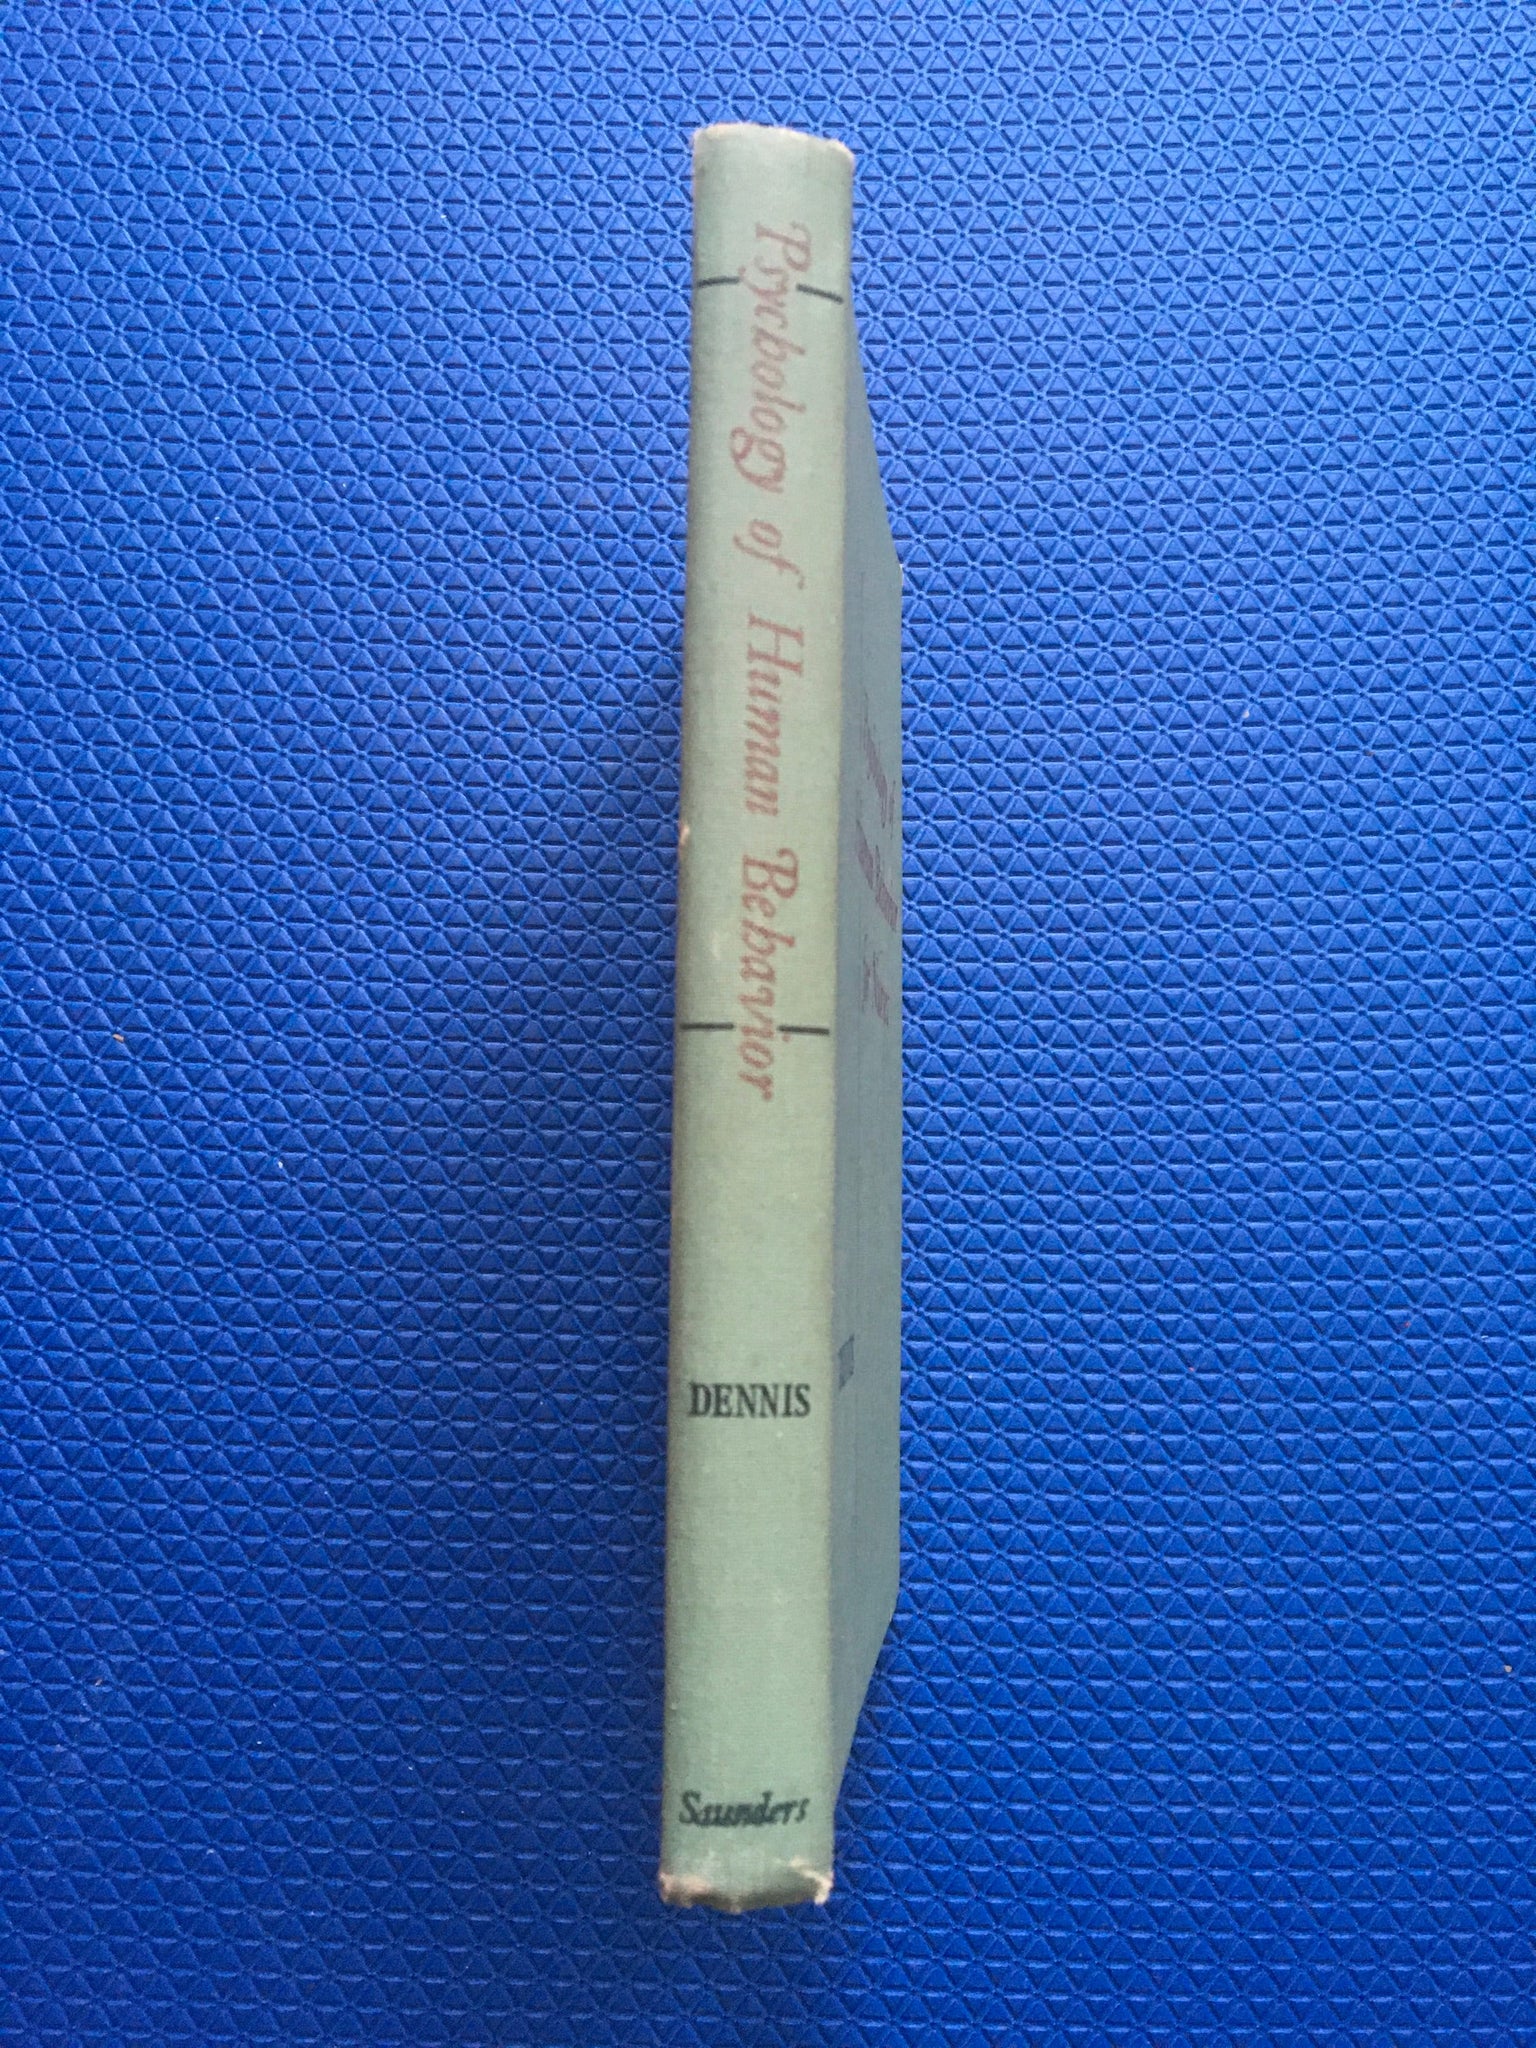 Psychology of Human Behavior
DENNIS
Saunders